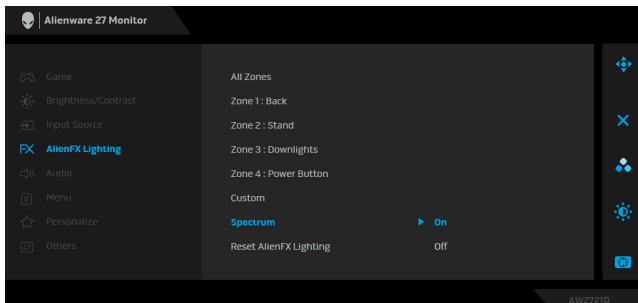 Alienware 27 Monitor
Game
Brightness/Contrast
Input Source
FX AlienFX Lighting
Audio
Menu
Personalize
Others
All Zones
Zone 1 : Back
Zone 2 : Stand
Zone 3 : Downlights
Zone 4 : Power Button
Custom
Spectrum On
Reset AlienFX Lighting Off
AW2721D